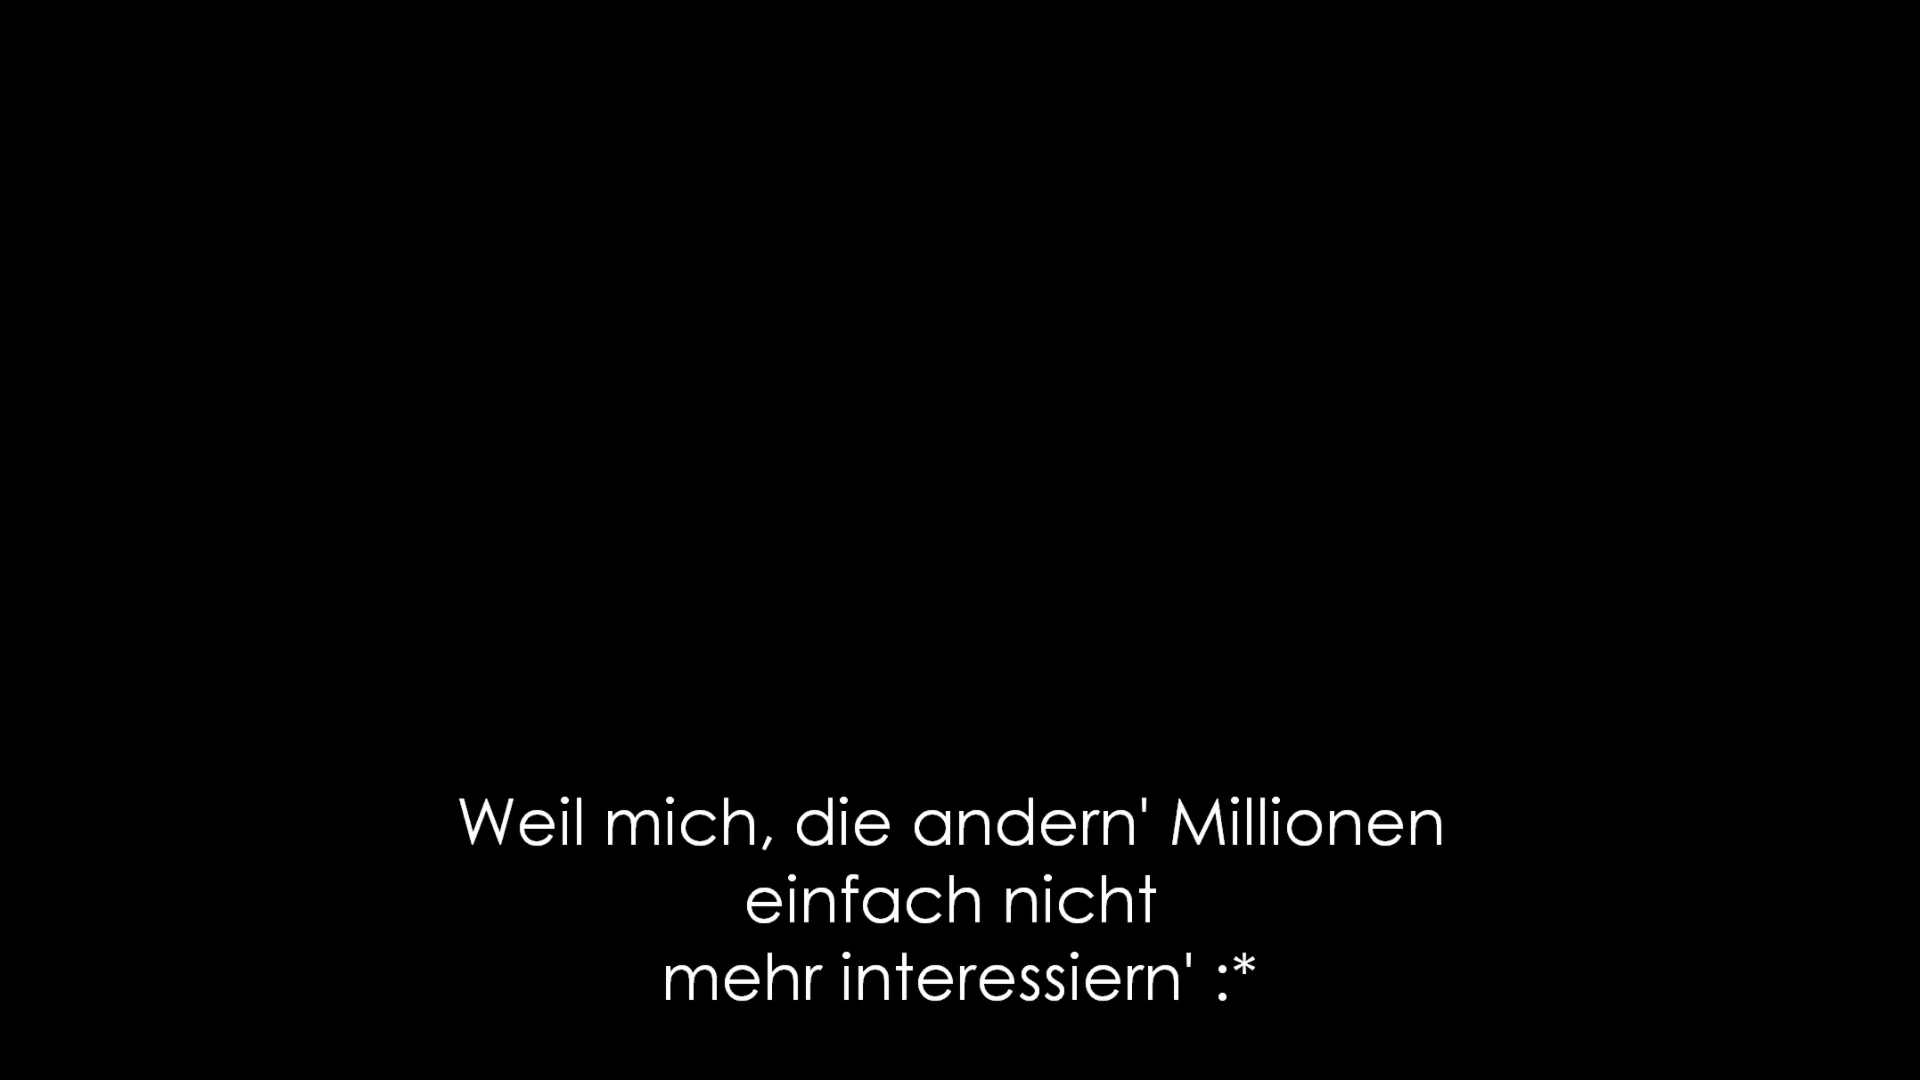 Weil mich, die andern' Millionen
einfach nicht
mehr interessiern' :*